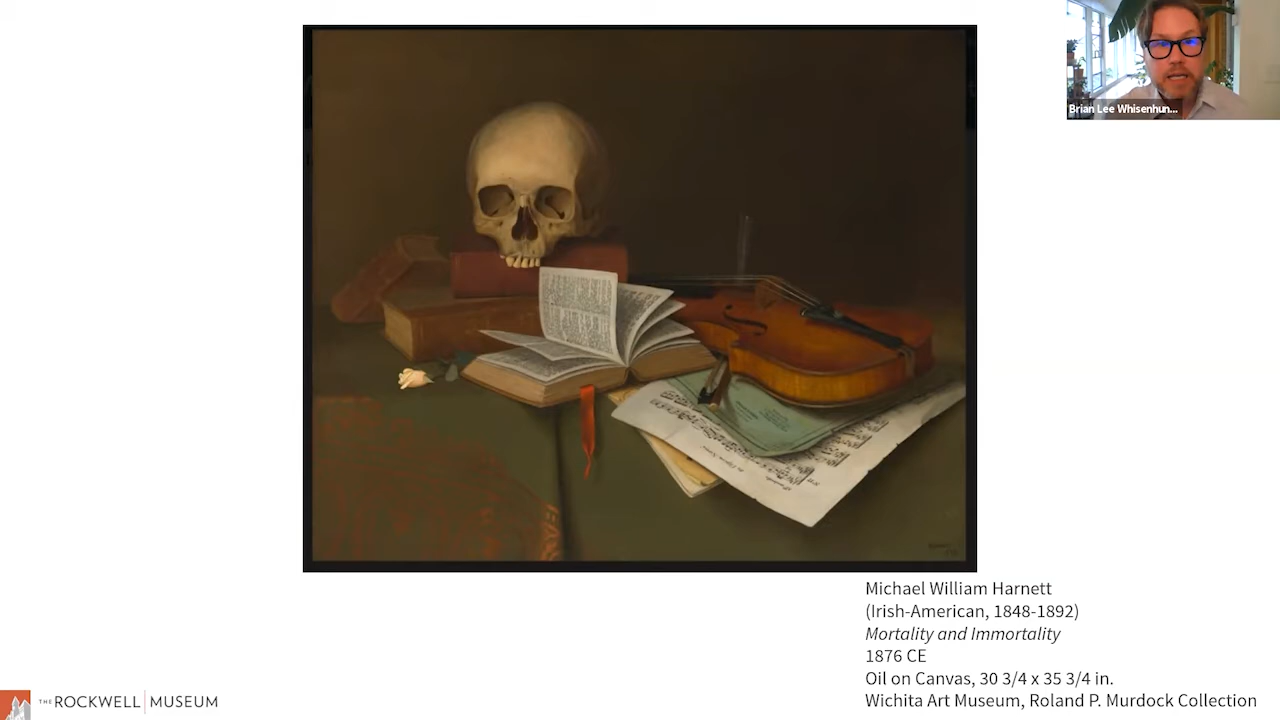 Brian Lee Whisenhun...
Michael William Harnett
(Irish-American, 1848-1892)
Mortality and Immortality
1876 CE
Oil on Canvas, 30 3/4 x 35 3/4 in.
Wichita Art Museum, Roland P. Murdock Collection
THE ROCKWELL MUSEUM